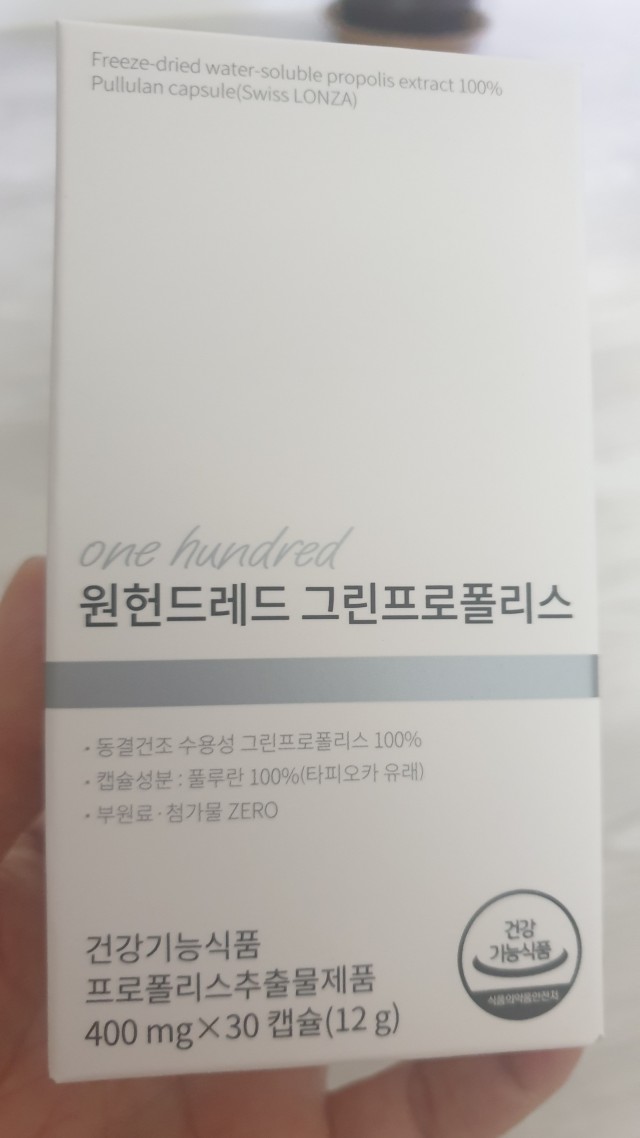 Freeze-dried water-soluble propolis extract 100%
Pullulan capsule(Swiss LONZA)
one hundred
원헌드레드 그린프로폴리스
· 동결건조 수용성 그린프로폴리스 100%
· 캡슐성분 : 풀루란 100%(타피오카 유래)
· 부원료·첨가물 ZERO
건강기능식품
프로폴리스추출물제품
400 mg×30 캡슐(12 g)
건강
기능식품
식품의약품안전처